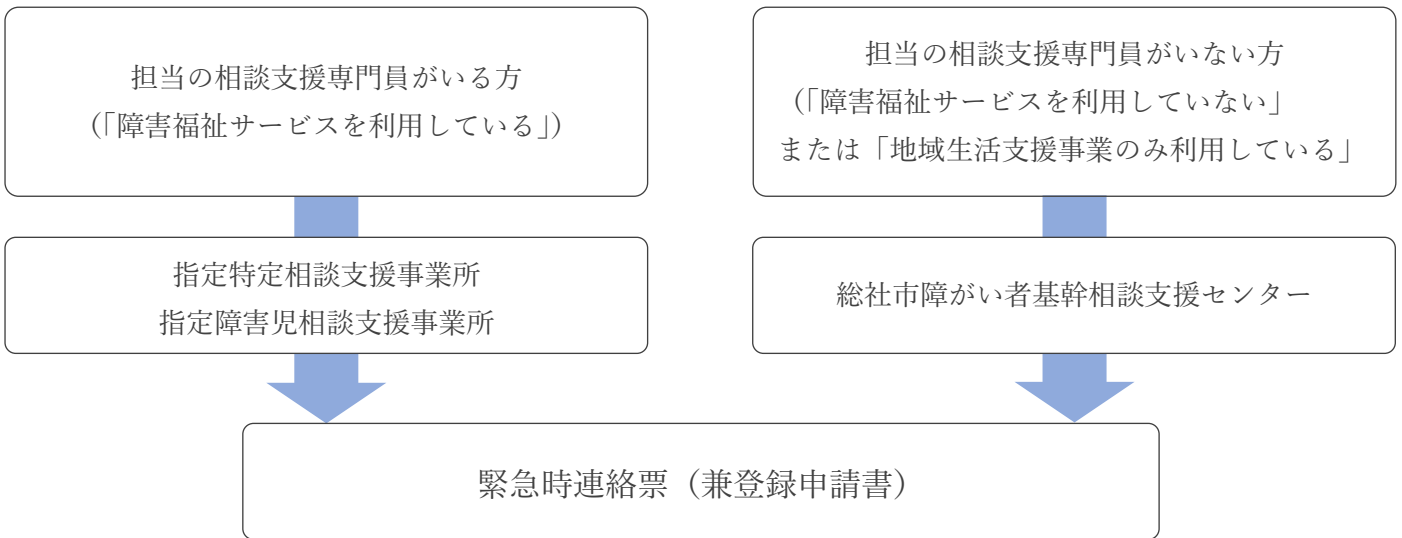 担当の相談支援専門員がいる方
(「障害福祉サービスを利用している」)
指定特定相談支援事業所
指定障害児相談支援事業所
担当の相談支援専門員がいない方
(「障害福祉サービスを利用していない」
または「地域生活支援事業のみ利用している」
総社市障がい者基幹相談支援センター
緊急時連絡票（兼登録申請書）